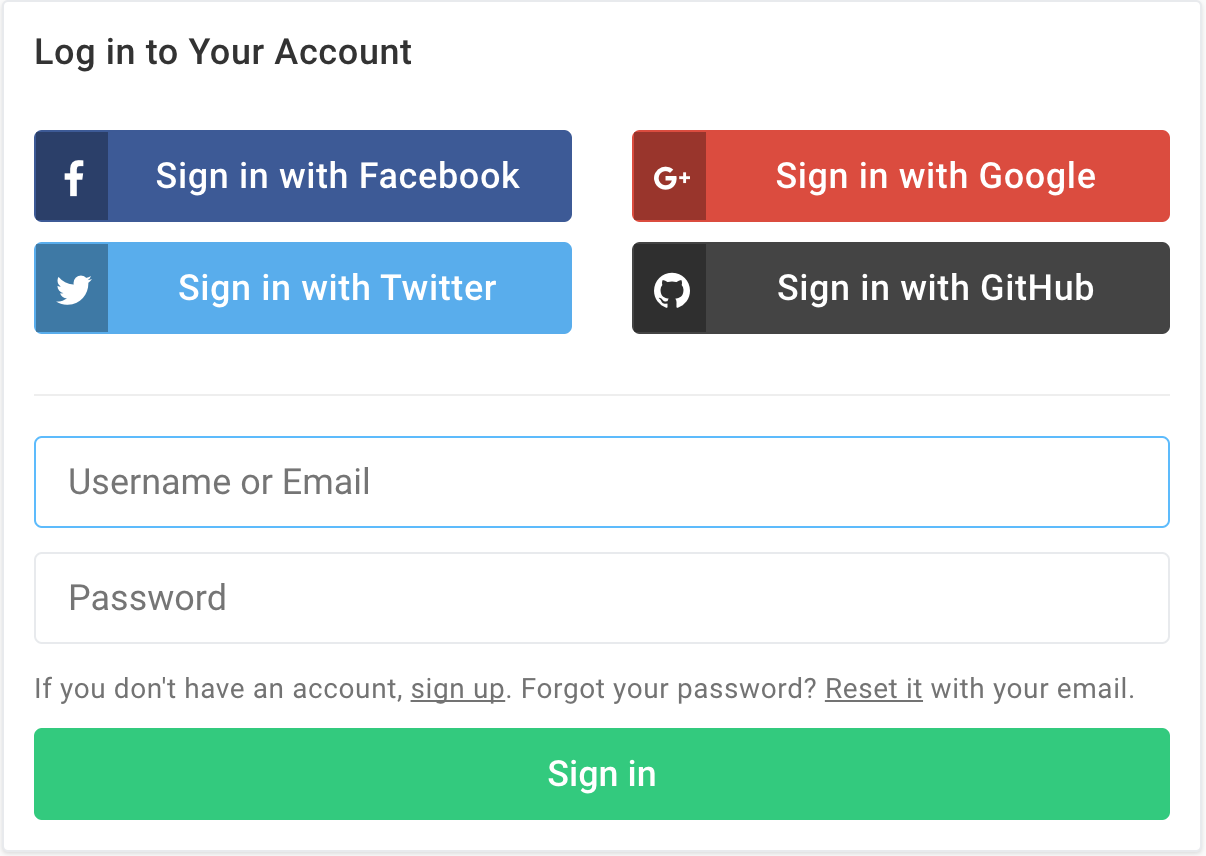 Log in to Your Account
f Sign in with Facebook
G+ Sign in with Google
Sign in with Twitter
Sign in with GitHub
Username or Email
Password
If you don't have an account, sign up. Forgot your password? Reset it with your email.
Sign in